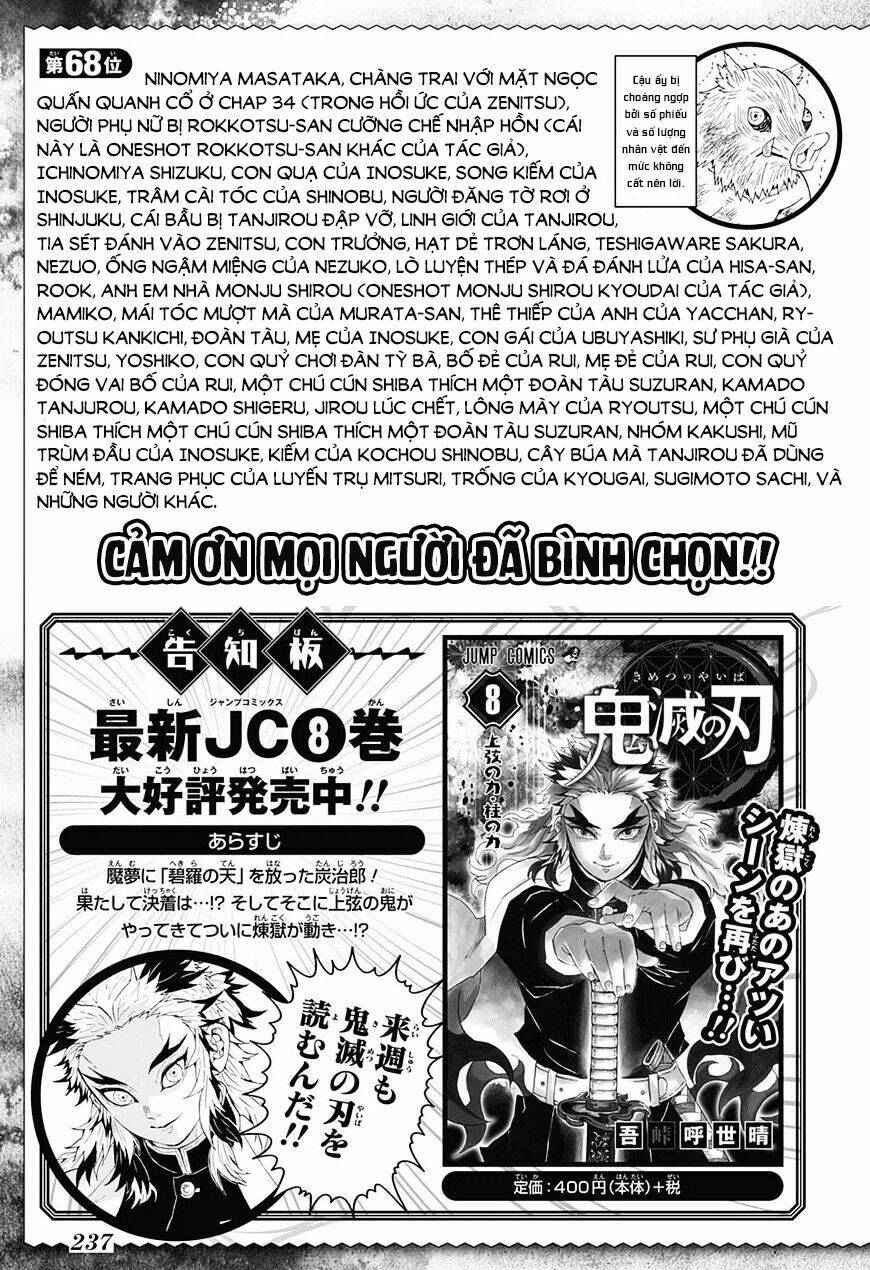 第68位
NINOMIYA MASATAKA, CHÀNG TRAI VỚI MẶT NGỌC
QUẤN QUANH CỔ Ở CHAP 34 (TRONG HỒI ỨC CỦA ZENITSU),
NGƯỜI PHỤ NỮ BỊ ROKKOTSU-SAN CƯỠNG CHẾ NHẬP HỒN (CÁI
NÀY LÀ ONESHOT ROKKOTSU-SAN KHÁC CỦA TÁC GIẢ),
ICHINOMIYA SHIZUKU, CON QUẠ CỦA INOSUKE, SONG KIẾM CỦA
INOSUKE, TRÂM CÀI TÓC CỦA SHINOBU, NGƯỜI ĐĂNG TỜ RƠI Ở
SHINJUKU, CÁI BẦU BỊ TANJIROU ĐẬP VỠ, LINH GIỚI CỦA TANJIROU,
TIA SÉT ĐÁNH VÀO ZENITSU, CON TRƯỞNG, HẠT DẺ TRƠN LÁNG, TESHIGAWARE SAKURA,
NEZUO, ỐNG NGẬM MIỆNG CỦA NEZUKO, LÒ LUYỆN THÉP VÀ ĐÁ ĐÁNH LỬA CỦA HISA-SAN,
ROOK, ANH EM NHÀ MONJU SHIROU (ONESHOT MONJU SHIROU KYOUDAI CỦA TÁC GIẢ),
MAMIKO, MÁI TÓC MƯỢT MÀ CỦA MURATA-SAN, THÊ THIẾP CỦA ANH CỦA YACCHAN, RY-
OUTSU KANKICHI, ĐOÀN TÀU, MẸ CỦA INOSUKE, CON GÁI CỦA UBUYASHIKI, SƯ PHỤ GIÀ CỦA
ZENITSU, YOSHIKO, CON QUỶ CHƠI ĐÀN TỲ BÀ, BỐ ĐẺ CỦA RUI, MẸ ĐẺ CỦA RUI, CON QUỶ
ĐÓNG VAI BỐ CỦA RUI, MỘT CHÚ CÚN SHIBA THÍCH MỘT ĐOÀN TÀU SUZURAN, KAMADO
TANJUROU, KAMADO SHIGERU, JIROU LÚC CHẾT, LÔNG MÀY CỦA RYOUTSU, MỘT CHÚ CÚN
SHIBA THÍCH MỘT CHÚ CÚN SHIBA THÍCH MỘT ĐOÀN TÀU SUZURAN, NHÓM KAKUSHI, MŨ
TRÙM ĐẦU CỦA INOSUKE, KIẾM CỦA KOCHOU SHINOBU, CÂY BÚA MÀ TANJIROU ĐÃ DÙNG
ĐỂ NÉM, TRANG PHỤC CỦA LUYẾN TRỤ MITSURI, TRỐNG CỦA KYOUGAI, SUGIMOTO SACHI, VÀ
NHỮNG NGƯỜI KHÁC.
Cậu ấy bị
choáng ngợp
bởi số phiếu
và số lượng
nhân vật đến
mức không
cất nên lời.
CẢM ƠN MỌI NGƯỜI ĐÃ BÌNH CHỌN!!
告知板
最新JC8巻
大好評発売中!!
あらすじ
魘夢に「碧羅の天」を放った炭治郎!
果たして決着は…!? そしてそこに上弦の鬼が
やってきてついに煉獄が動き…!?
来週も
鬼滅の刃を
読むんだ!!
JUMP COMICS
きめつのやいば
鬼滅の刃
8
上弦の力・柱の力
煉獄のあのアツい
シーンを再び…!!
吾峠呼世晴
定価:400円(本体)+税
237